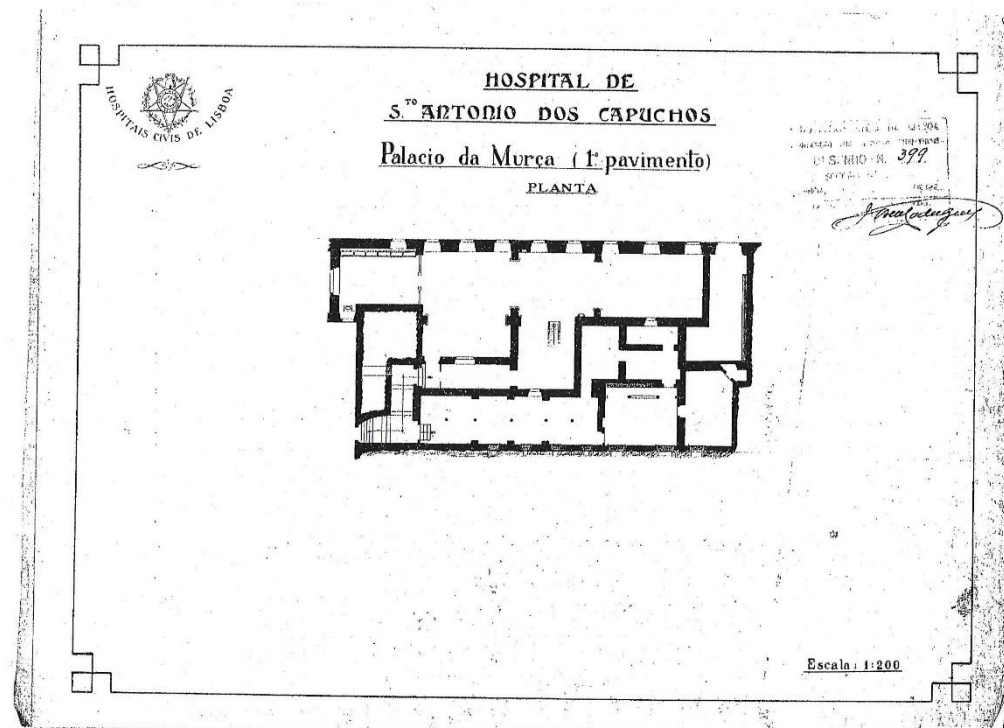 HOSPITAIS CIVIS DE LISBOA
HOSPITAL DE
S.TO ANTONIO DOS CAPUCHOS
Palacio da Murça (1º pavimento)
PLANTA
399
Escala: 1:200